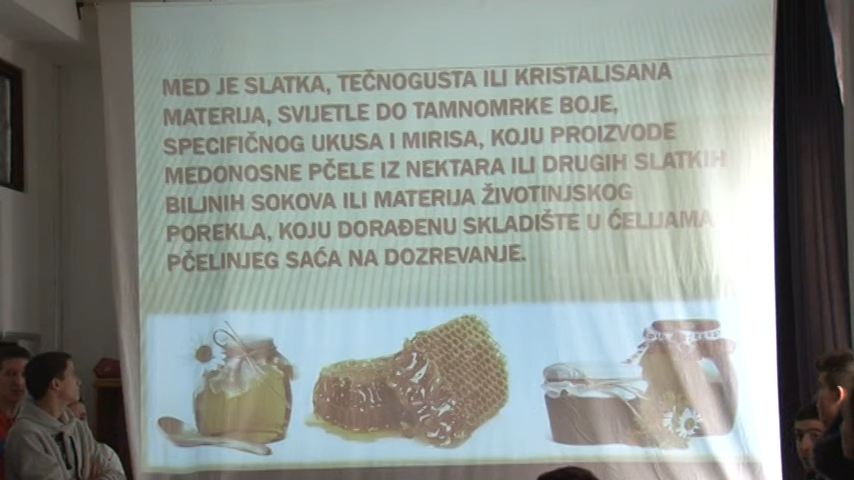 MED JE SLATKA, TEČNOGUSTA ILI KRISTALISANA
MATERIJA, SVIJETLE DO TAMNOMRKE BOJE,
SPECIFIČNOG UKUSA I MIRISA, KOJU PROIZVODE
MEDONOSNE PČELE IZ NEKTARA ILI DRUGIH SLATKIH
BILJNIH SOKOVA ILI MATERIJA ŽIVOTINJSKOG
POREKLA, KOJU DORAĐENU SKLADIŠTE U ĆELIJAMA
PČELINJEG SAĆA NA DOZREVANJE.